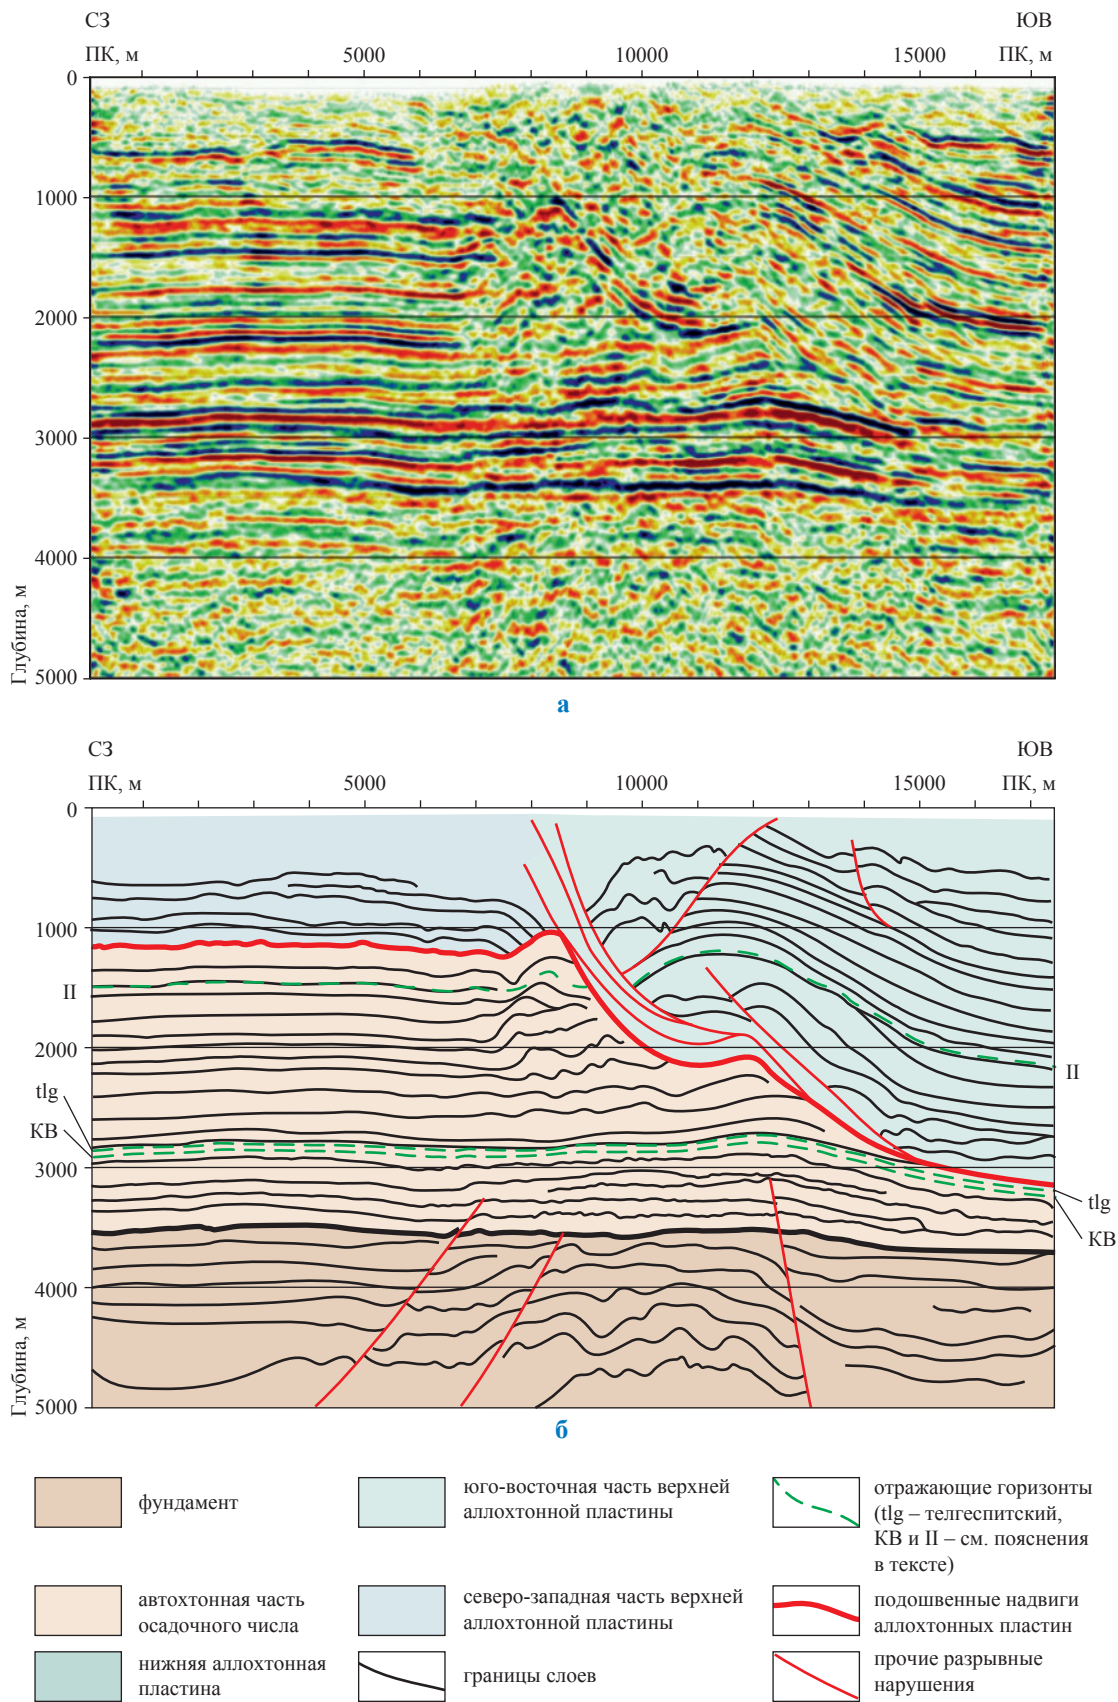 СЗ ЮВ
ПК, м 5000 10000 15000 ПК, м
0
1000
2000
3000
4000
5000
Глубина, м
а
СЗ ЮВ
ПК, м 5000 10000 15000 ПК, м
0
1000
II
2000
II
tlg
КВ
3000
tlg
КВ
4000
5000
Глубина, м
б
фундамент
юго-восточная часть верхней
аллохтонной пластины
отражающие горизонты
(tlg – телгеспитский,
КВ и II – см. пояснения
в тексте)
автохтонная часть
осадочного числа
северо-западная часть верхней
аллохтонной пластины
подошвенные надвиги
аллохтонных пластин
нижняя аллохтонная
пластина
границы слоев
прочие разрывные
нарушения